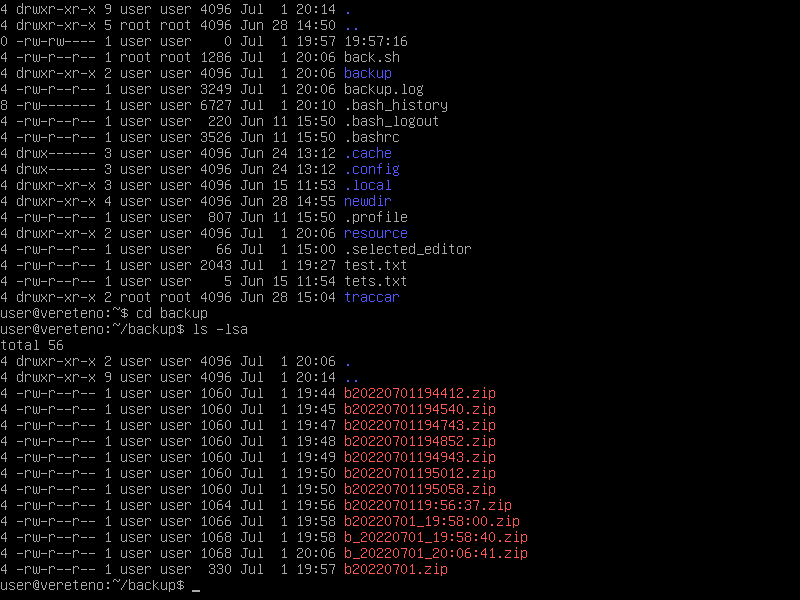 4 drwxr-xr-x 9 user user 4096 Jul  1 20:14 .
4 drwxr-xr-x 5 root root 4096 Jun 28 14:50 ..
0 -rw-rw---- 1 user user    0 Jul  1 19:57 19:57:16
4 -rw-r--r-- 1 root root 1286 Jul  1 20:06 back.sh
4 drwxr-xr-x 2 user user 4096 Jul  1 20:06 backup
4 -rw-r--r-- 1 user user 3249 Jul  1 20:06 backup.log
8 -rw------- 1 user user 6727 Jul  1 20:10 .bash_history
4 -rw-r--r-- 1 user user  220 Jun 11 15:50 .bash_logout
4 -rw-r--r-- 1 user user 3526 Jun 11 15:50 .bashrc
4 drwx------ 3 user user 4096 Jun 24 13:12 .cache
4 drwx------ 3 user user 4096 Jun 24 13:12 .config
4 drwxr-xr-x 3 user user 4096 Jun 15 11:53 .local
4 drwxr-xr-x 4 user user 4096 Jun 28 14:55 newdir
4 -rw-r--r-- 1 user user  807 Jun 11 15:50 .profile
4 drwxr-xr-x 2 user user 4096 Jul  1 20:06 resource
4 -rw-r--r-- 1 user user   66 Jul  1 15:00 .selected_editor
4 -rw-r--r-- 1 user user 2043 Jul  1 19:27 test.txt
4 -rw-r--r-- 1 user user    5 Jun 15 11:54 tets.txt
4 drwxr-xr-x 2 root root 4096 Jun 28 15:04 traccar
user@vereteno:~$ cd backup
user@vereteno:~/backup$ ls -lsa
total 56
4 drwxr-xr-x 2 user user 4096 Jul  1 20:06 .
4 drwxr-xr-x 9 user user 4096 Jul  1 20:14 ..
4 -rw-r--r-- 1 user user 1060 Jul  1 19:44 b20220701194412.zip
4 -rw-r--r-- 1 user user 1060 Jul  1 19:45 b20220701194540.zip
4 -rw-r--r-- 1 user user 1060 Jul  1 19:47 b20220701194743.zip
4 -rw-r--r-- 1 user user 1060 Jul  1 19:48 b20220701194852.zip
4 -rw-r--r-- 1 user user 1060 Jul  1 19:49 b20220701194943.zip
4 -rw-r--r-- 1 user user 1060 Jul  1 19:50 b20220701195012.zip
4 -rw-r--r-- 1 user user 1060 Jul  1 19:50 b20220701195058.zip
4 -rw-r--r-- 1 user user 1064 Jul  1 19:56 b2022070119:56:37.zip
4 -rw-r--r-- 1 user user 1066 Jul  1 19:58 b20220701_19:58:00.zip
4 -rw-r--r-- 1 user user 1068 Jul  1 19:58 b_20220701_19:58:40.zip
4 -rw-r--r-- 1 user user 1068 Jul  1 20:06 b_20220701_20:06:41.zip
4 -rw-r--r-- 1 user user  330 Jul  1 19:57 b20220701.zip
user@vereteno:~/backup$ _